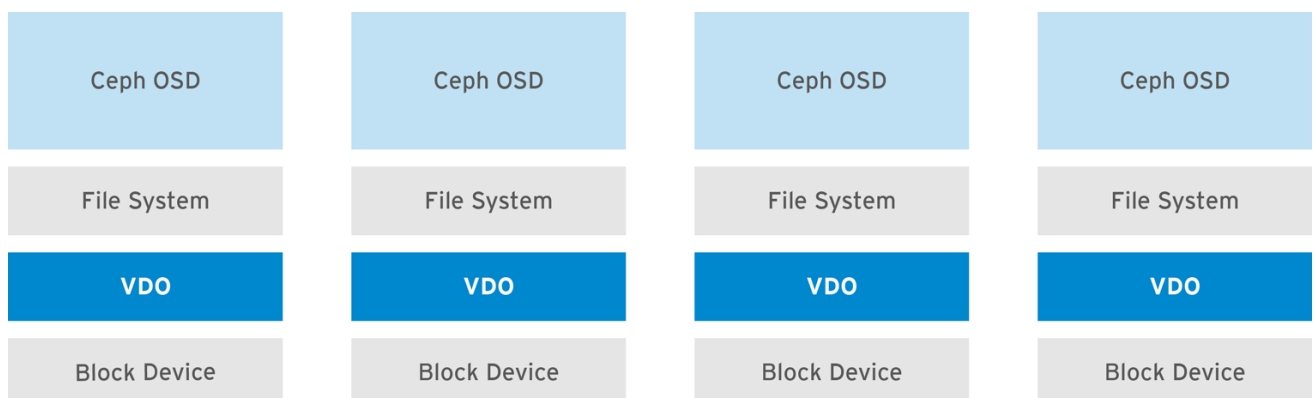 Ceph OSD Ceph OSD Ceph OSD Ceph OSD
File System File System File System File System
VDO VDO VDO VDO
Block Device Block Device Block Device Block Device